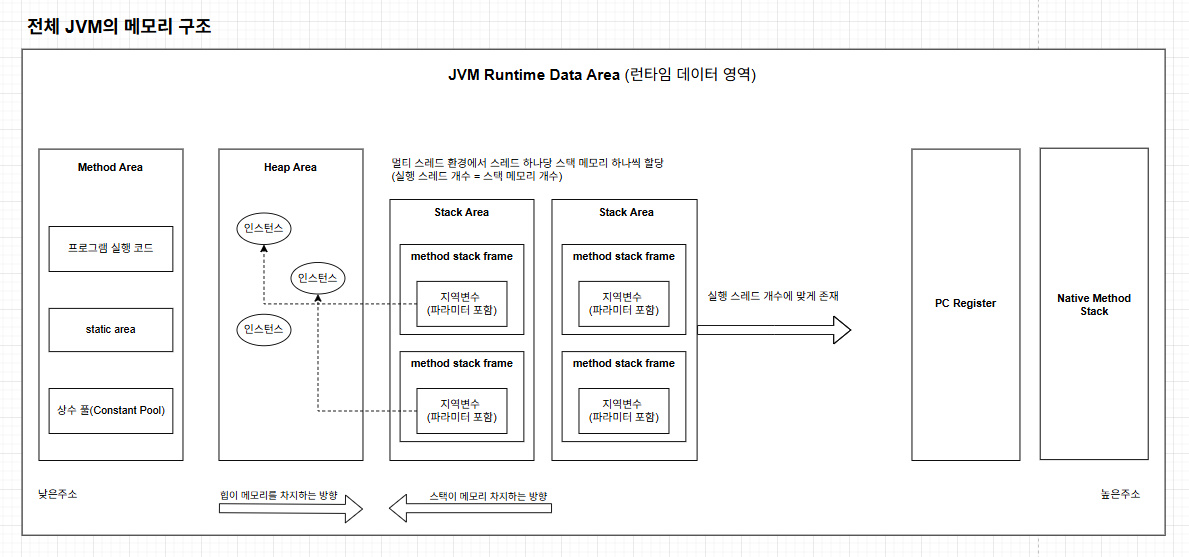 전체 JVM의 메모리 구조
JVM Runtime Data Area (런타임 데이터 영역)
Method Area
프로그램 실행 코드
static area
상수 풀(Constant Pool)
Heap Area
인스턴스
인스턴스
인스턴스
멀티 스레드 환경에서 스레드 하나당 스택 메모리 하나씩 할당
(실행 스레드 개수 = 스택 메모리 개수)
Stack Area
method stack frame
지역변수
(파라미터 포함)
method stack frame
지역변수
(파라미터 포함)
Stack Area
method stack frame
지역변수
(파라미터 포함)
method stack frame
지역변수
(파라미터 포함)
실행 스레드 개수에 맞게 존재
PC Register
Native Method
Stack
낮은주소
힙이 메모리를 차지하는 방향
스택이 메모리 차지하는 방향
높은주소